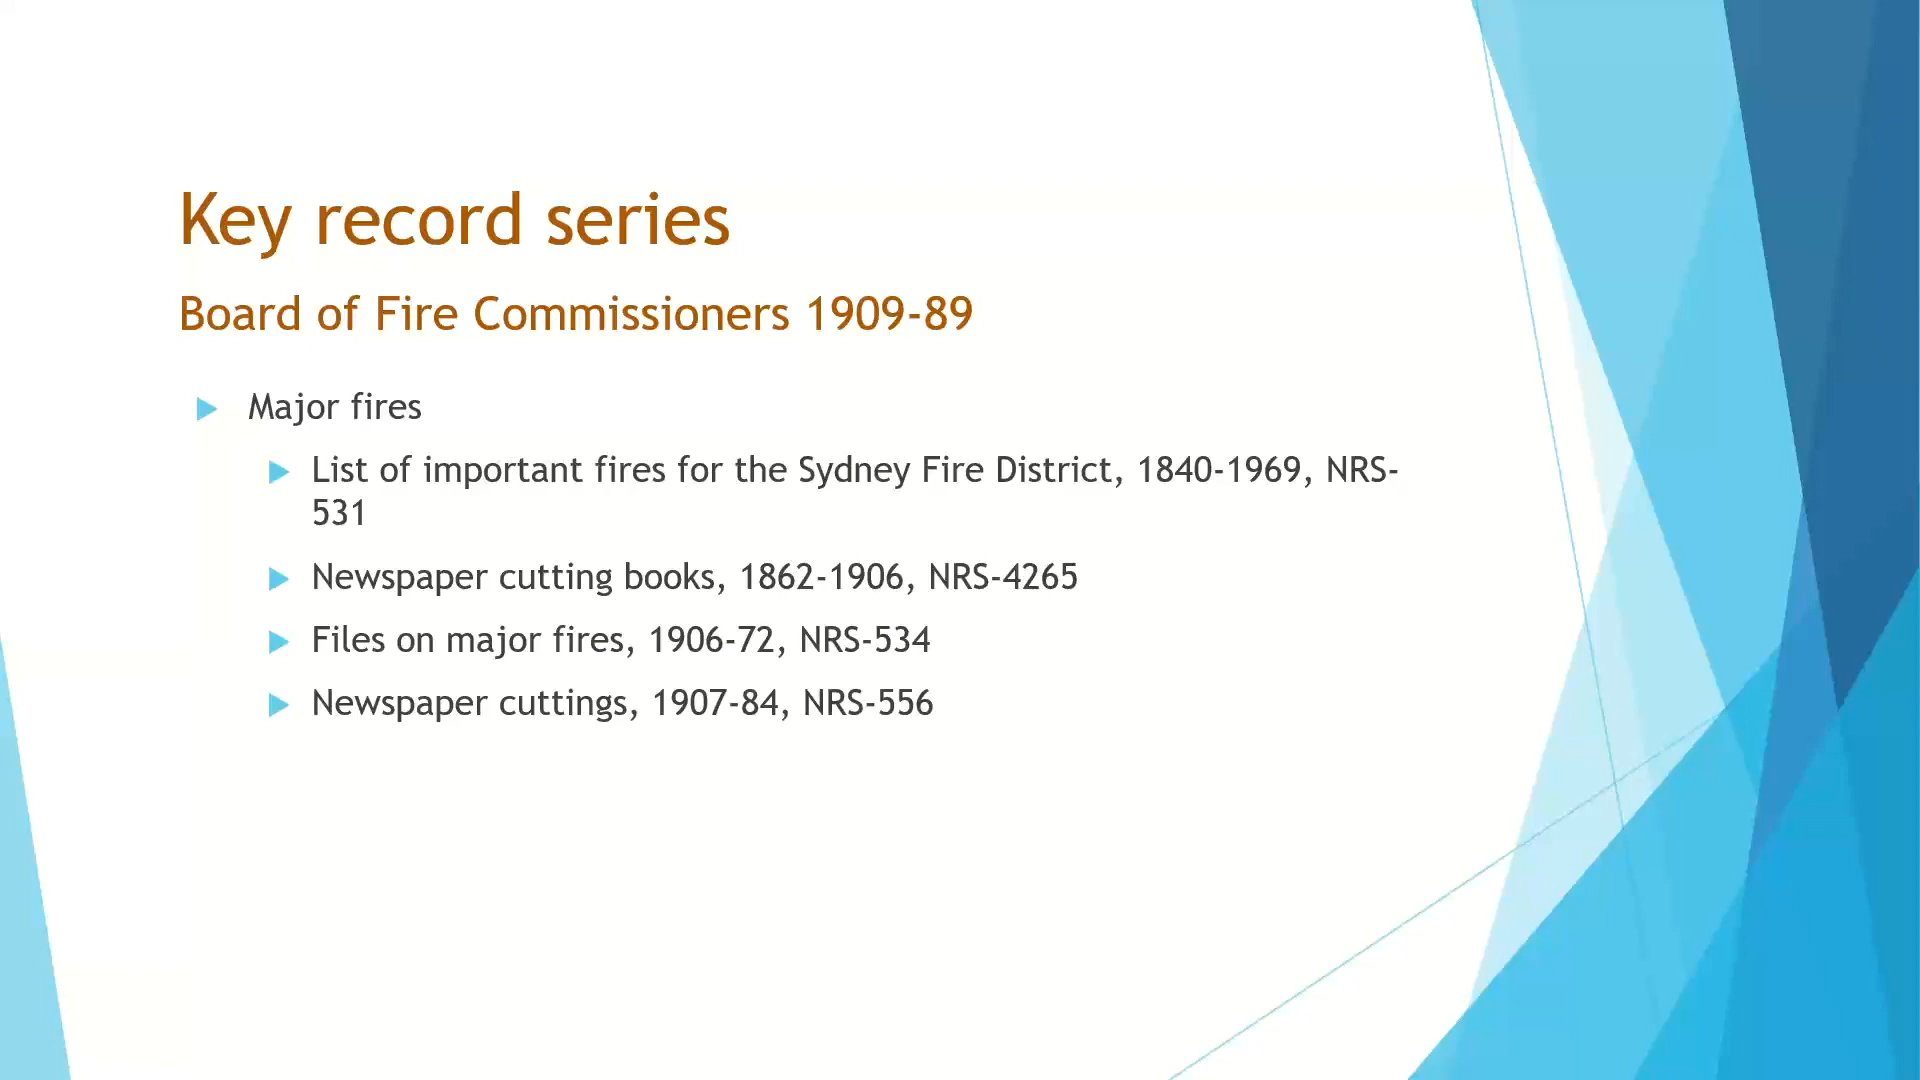 Key record series
Board of Fire Commissioners 1909-89
Major fires
List of important fires for the Sydney Fire District, 1840-1969, NRS-
531
Newspaper cutting books, 1862-1906, NRS-4265
Files on major fires, 1906-72, NRS-534
Newspaper cuttings, 1907-84, NRS-556